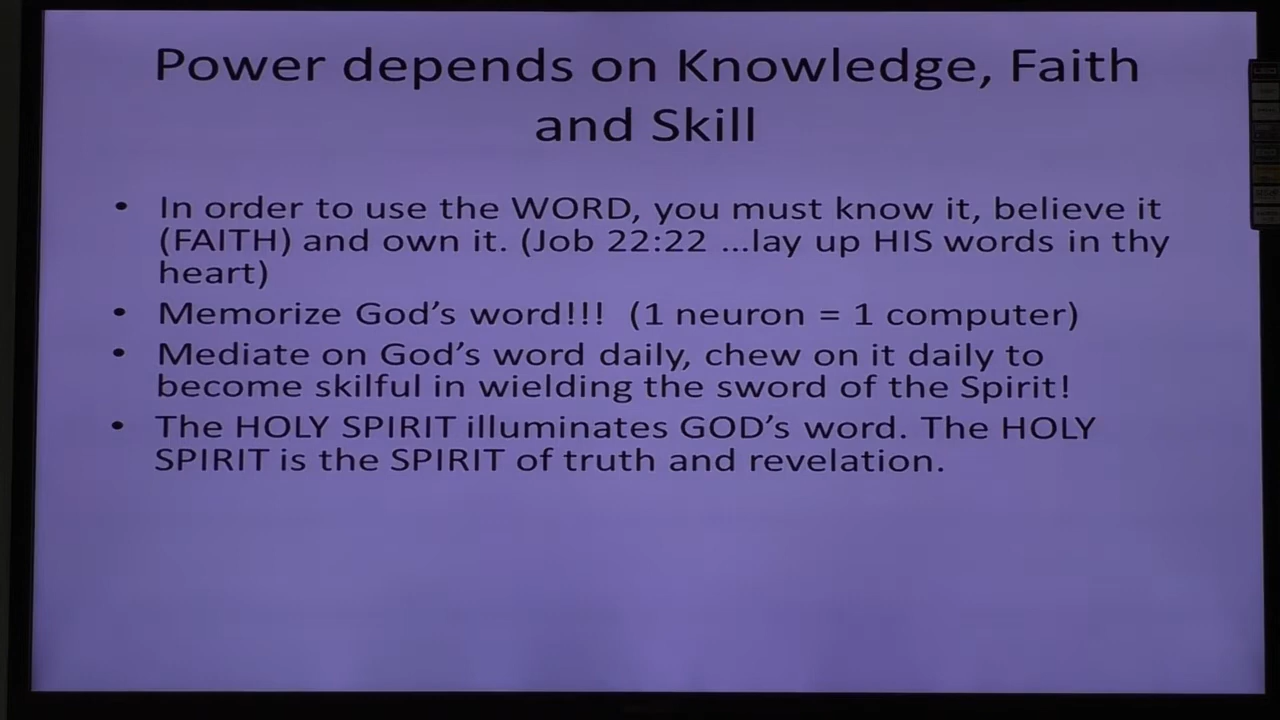 Power depends on Knowledge, Faith
and Skill
• In order to use the WORD, you must know it, believe it
(FAITH) and own it. (Job 22:22 ...lay up HIS words in thy
heart)
• Memorize God's word!!! (1 neuron = 1 computer)
• Mediate on God's word daily, chew on it daily to
become skilful in wielding the sword of the Spirit!
• The HOLY SPIRIT illuminates GOD's word. The HOLY
SPIRIT is the SPIRIT of truth and revelation.